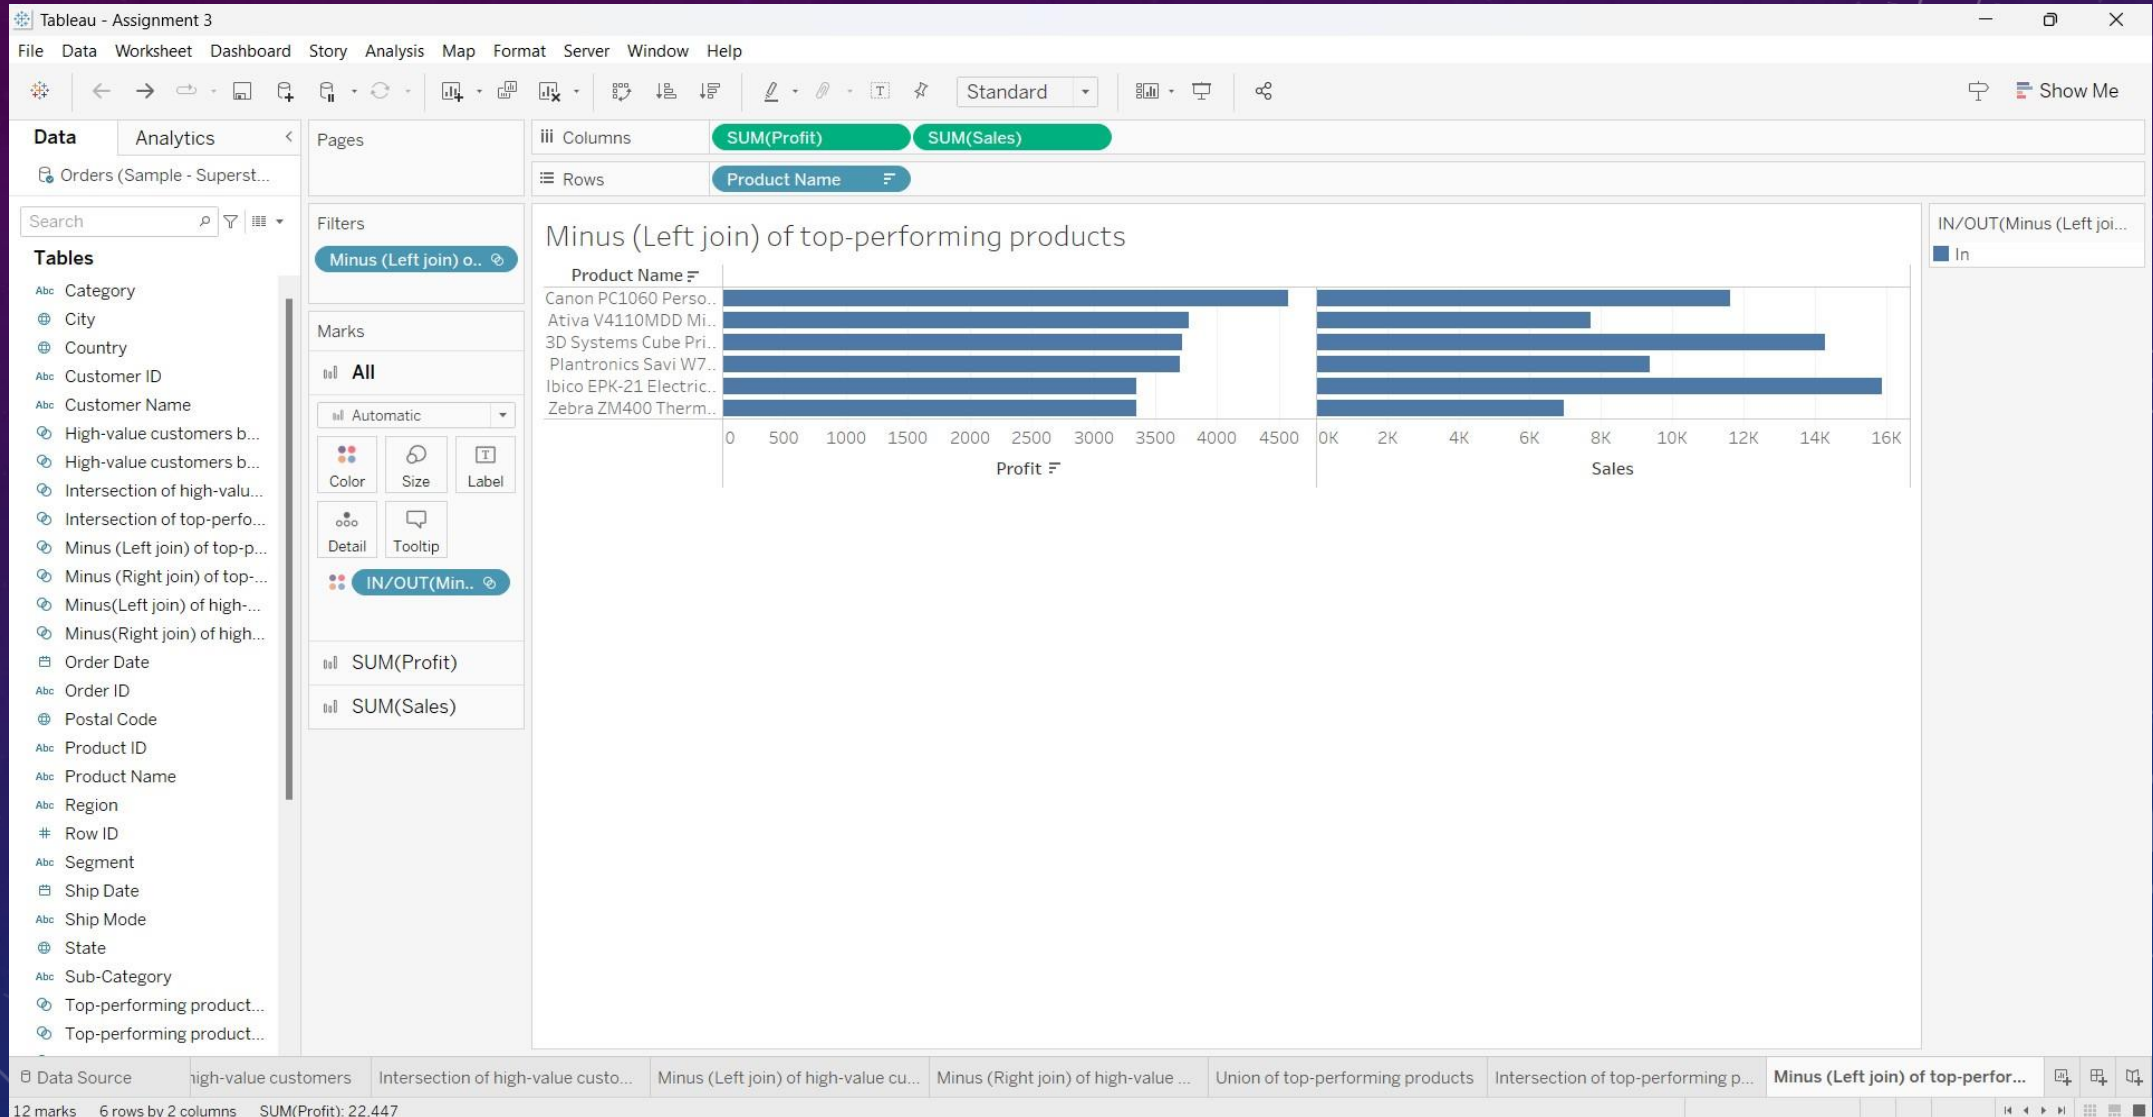 Tableau - Assignment 3
File Data Worksheet Dashboard Story Analysis Map Format Server Window Help
Standard
Show Me
Data Analytics
Orders (Sample - Superst...
Search
Tables
Abc Category
City
Country
Abc Customer ID
Abc Customer Name
High-value customers b...
High-value customers b...
Intersection of high-valu...
Intersection of top-perfo...
Minus (Left join) of top-p...
Minus (Right join) of top-...
Minus(Left join) of high-...
Minus(Right join) of high...
Order Date
Abc Order ID
Postal Code
Abc Product ID
Abc Product Name
Abc Region
# Row ID
Abc Segment
Ship Date
Abc Ship Mode
State
Abc Sub-Category
Top-performing product...
Top-performing product...
Pages
Filters
Minus (Left join) o..
Marks
All
Automatic
Color Size Label
Detail Tooltip
IN/OUT(Min..
SUM(Profit)
SUM(Sales)
Columns SUM(Profit) SUM(Sales)
Rows Product Name
Minus (Left join) of top-performing products
Product Name
Canon PC1060 Perso..
Ativa V4110MDD Mi..
3D Systems Cube Pri..
Plantronics Savi W7..
Ibico EPK-21 Electric..
Zebra ZM400 Therm..
0 500 1000 1500 2000 2500 3000 3500 4000 4500 0K 2K 4K 6K 8K 10K 12K 14K 16K
Profit Sales
IN/OUT(Minus (Left joi...
In
Data Source high-value customers Intersection of high-value custo... Minus (Left join) of high-value cu... Minus (Right join) of high-value ... Union of top-performing products Intersection of top-performing p... Minus (Left join) of top-perfor...
12 marks 6 rows by 2 columns SUM(Profit): 22,447